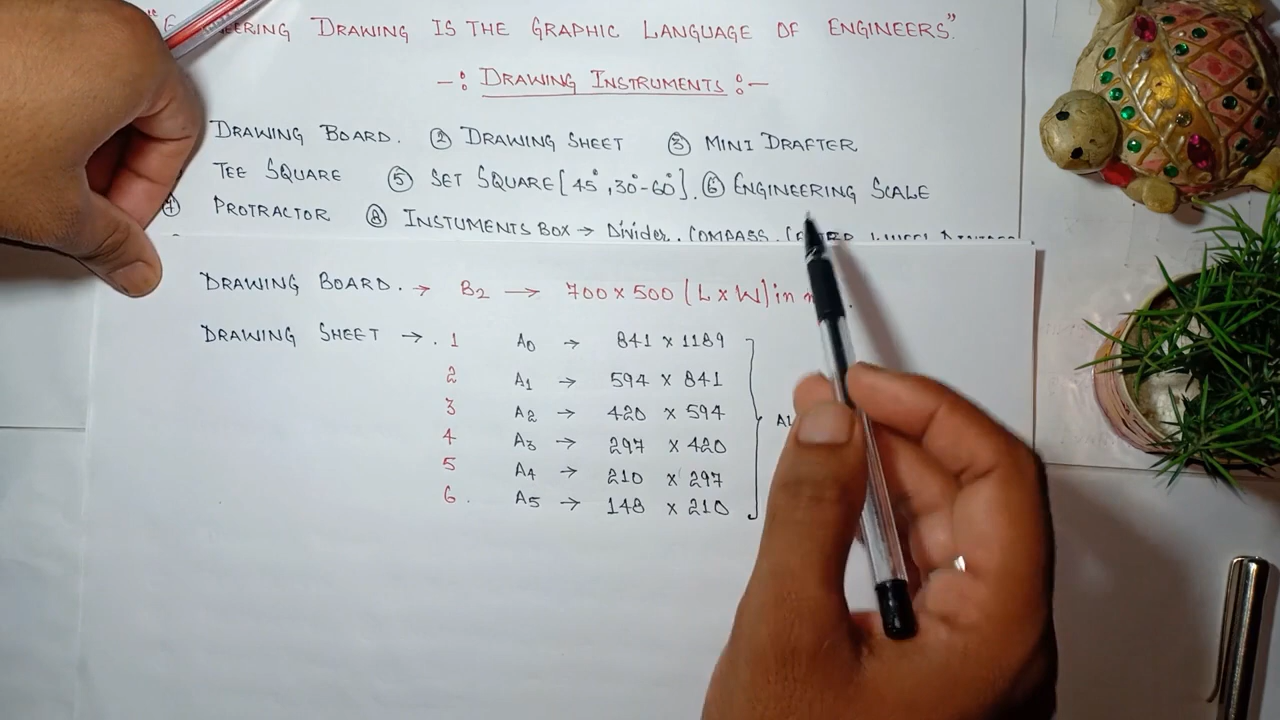 DRAWING IS THE GRAPHIC LANGUAGE OF ENGINEERS."
-: DRAWING INSTRUMENTS :-
DRAWING BOARD. ② DRAWING SHEET ③ MINI DRAFTER
TEE SQUARE ⑤ SET SQUARE [45°, 30°-60°]. ⑥ ENGINEERING SCALE
⑦ PROTRACTOR ⑧ INSTUMENTS BOX → Divider, COMPASS,
DRAWING BOARD. → B2 → 700 × 500 (L × W) in
DRAWING SHEET → . 1 A0 → 841 × 1189
2 A1 → 594 × 841
3 A2 → 420 × 594
4 A3 → 297 × 420
5 A4 → 210 × 297
6. A5 → 148 × 210